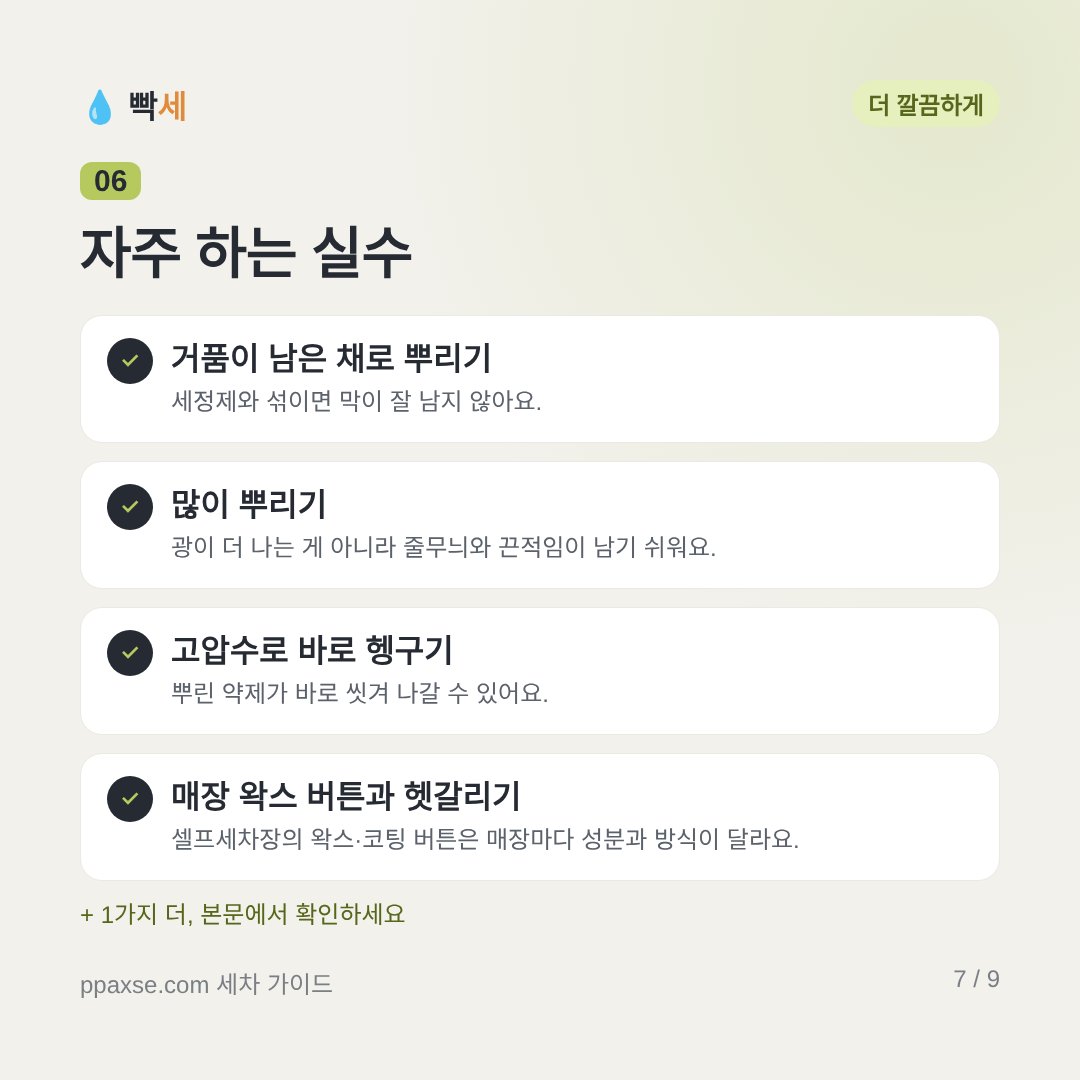 빡세
더 깔끔하게
06
자주 하는 실수
거품이 남은 채로 뿌리기
세정제와 섞이면 막이 잘 남지 않아요.
많이 뿌리기
광이 더 나는 게 아니라 줄무늬와 끈적임이 남기 쉬워요.
고압수로 바로 헹구기
뿌린 약제가 바로 씻겨 나갈 수 있어요.
매장 왁스 버튼과 헷갈리기
셀프세차장의 왁스·코팅 버튼은 매장마다 성분과 방식이 달라요.
+ 1가지 더, 본문에서 확인하세요
ppaxse.com 세차 가이드
7 / 9